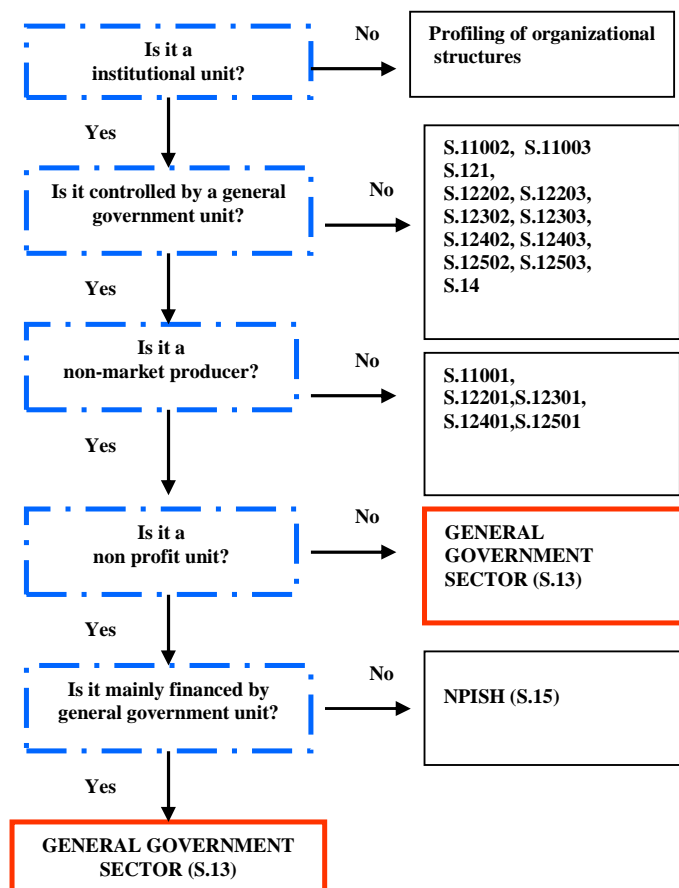 Is it a
institutional unit?
No
Profiling of organizational
structures
Yes
Is it controlled by a general
government unit?
No
S.11002, S.11003
S.121,
S.12202, S.12203,
S.12302, S.12303,
S.12402, S.12403,
S.12502, S.12503,
S.14
Yes
Is it a
non-market producer?
No
S.11001,
S.12201,S.12301,
S.12401,S.12501
Yes
Is it a
non profit unit?
No
GENERAL
GOVERNMENT
SECTOR (S.13)
Yes
Is it mainly financed by
general government unit?
No
NPISH (S.15)
Yes
GENERAL GOVERNMENT
SECTOR (S.13)